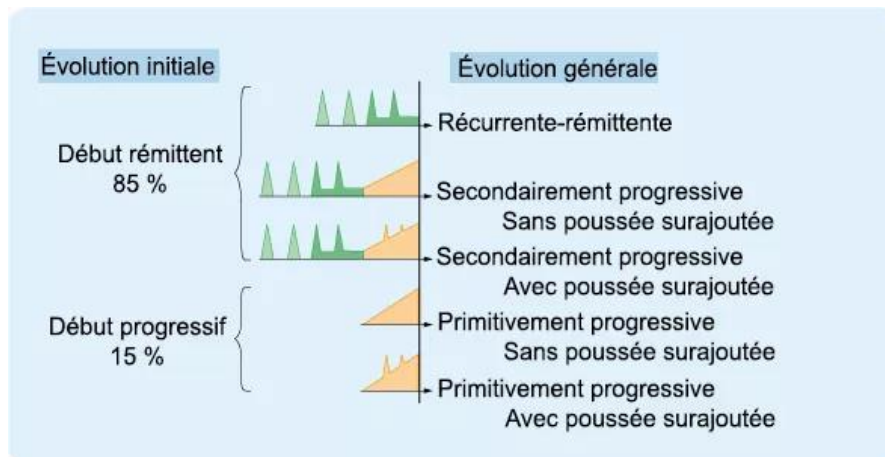 Évolution initiale
Évolution générale
Début rémittent
85 %
Récurrente-rémittente
Secondairement progressive
Sans poussée surajoutée
Secondairement progressive
Avec poussée surajoutée
Début progressif
15 %
Primitivement progressive
Sans poussée surajoutée
Primitivement progressive
Avec poussée surajoutée